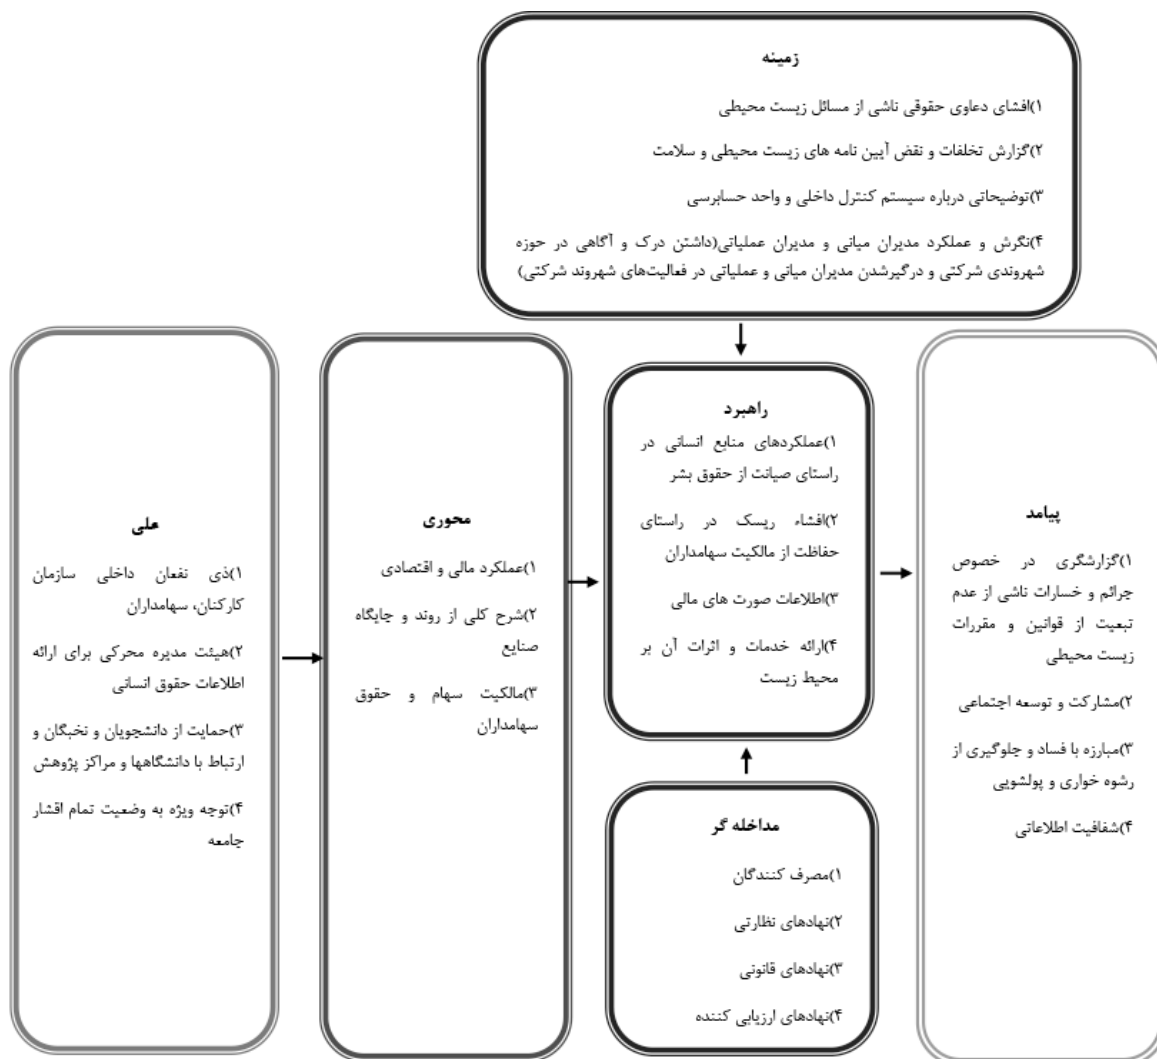 زمینه
۱)افشای دعاوی حقوقی ناشی از مسائل زیست محیطی
۲)گزارش تخلفات و نقض آیین نامه های زیست محیطی و سلامت
۳)توضیحاتی درباره سیستم کنترل داخلی و واحد حسابرسی
۴)نگرش و عملکرد مدیران میانی و مدیران عملیاتی(داشتن درک و آگاهی در حوزه
شهروندی شرکتی و درگیرشدن مدیران میانی و عملیاتی در فعالیت‌های شهروند شرکتی)
علی
۱)ذی نفعان داخلی سازمان
کارکنان، سهامداران
۲)هیئت مدیره محرکی برای ارائه
اطلاعات حقوق انسانی
۳)حمایت از دانشجویان و نخبگان و
ارتباط با دانشگاهها و مراکز پژوهش
۴)توجه ویژه به وضعیت تمام اقشار
جامعه
محوری
۱)عملکرد مالی و اقتصادی
۲)شرح کلی از روند و جایگاه
صنایع
۳)مالکیت سهام و حقوق
سهامداران
راهبرد
۱)عملکردهای منابع انسانی در
راستای صیانت از حقوق بشر
۲)افشاء ریسک در راستای
حفاظت از مالکیت سهامداران
۳)اطلاعات صورت های مالی
۴)ارائه خدمات و اثرات آن بر
محیط زیست
مداخله گر
۱)مصرف کنندگان
۲)نهادهای نظارتی
۳)نهادهای قانونی
۴)نهادهای ارزیابی کننده
پیامد
۱)گزارشگری در خصوص
جرائم و خسارات ناشی از عدم
تبعیت از قوانین و مقررات
زیست محیطی
۲)مشارکت و توسعه اجتماعی
۳)مبارزه با فساد و جلوگیری از
رشوه خواری و پولشویی
۴)شفافیت اطلاعاتی